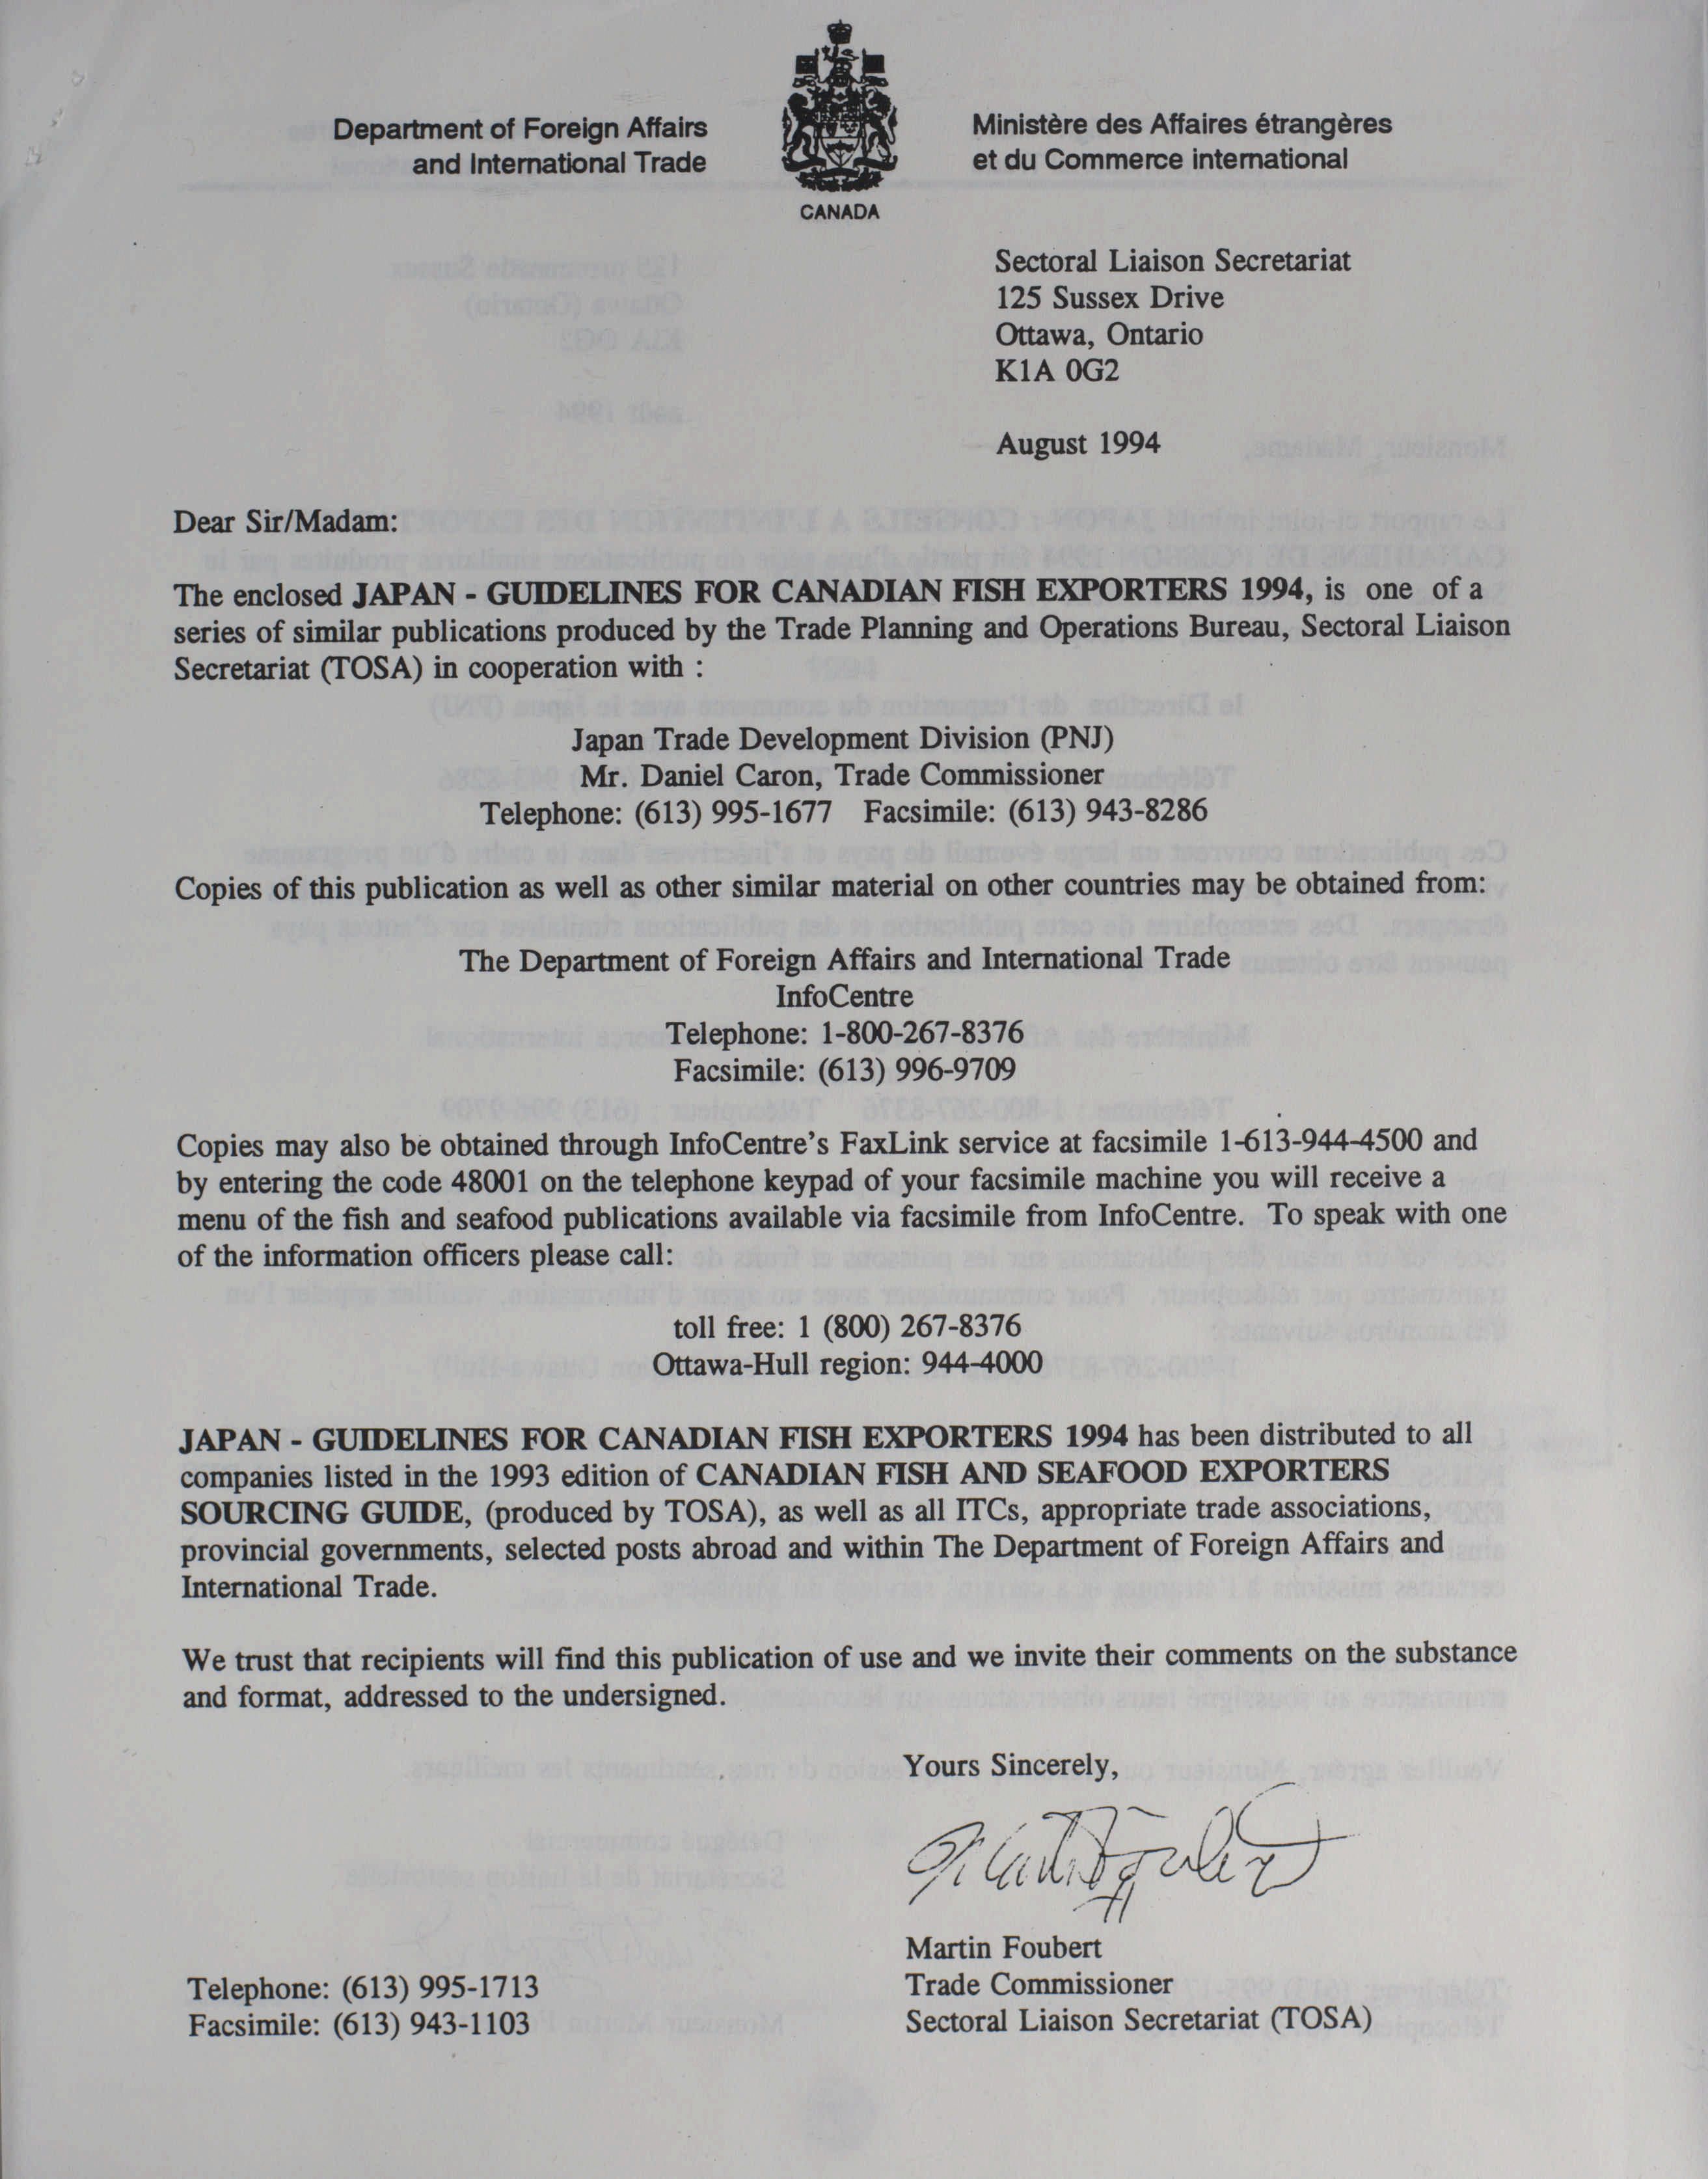 Department of Foreign Affairs
and International Trade
Ministère des Affaires étrangères
et du Commerce international
CANADA
Sectoral Liaison Secretariat
125 Sussex Drive
Ottawa, Ontario
K1A 0G2
August 1994
Dear Sir/Madam:
The enclosed JAPAN - GUIDELINES FOR CANADIAN FISH EXPORTERS 1994, is one of a
series of similar publications produced by the Trade Planning and Operations Bureau, Sectoral Liaison
Secretariat (TOSA) in cooperation with :
Japan Trade Development Division (PNJ)
Mr. Daniel Caron, Trade Commissioner
Telephone: (613) 995-1677 Facsimile: (613) 943-8286
Copies of this publication as well as other similar material on other countries may be obtained from:
The Department of Foreign Affairs and International Trade
InfoCentre
Telephone: 1-800-267-8376
Facsimile: (613) 996-9709
Copies may also be obtained through InfoCentre's FaxLink service at facsimile 1-613-944-4500 and
by entering the code 48001 on the telephone keypad of your facsimile machine you will receive a
menu of the fish and seafood publications available via facsimile from InfoCentre. To speak with one
of the information officers please call:
toll free: 1 (800) 267-8376
Ottawa-Hull region: 944-4000
JAPAN - GUIDELINES FOR CANADIAN FISH EXPORTERS 1994 has been distributed to all
companies listed in the 1993 edition of CANADIAN FISH AND SEAFOOD EXPORTERS
SOURCING GUIDE, (produced by TOSA), as well as all ITCs, appropriate trade associations,
provincial governments, selected posts abroad and within The Department of Foreign Affairs and
International Trade.
We trust that recipients will find this publication of use and we invite their comments on the substance
and format, addressed to the undersigned.
Yours Sincerely,
Martin Foubert
Trade Commissioner
Sectoral Liaison Secretariat (TOSA)
Telephone: (613) 995-1713
Facsimile: (613) 943-1103